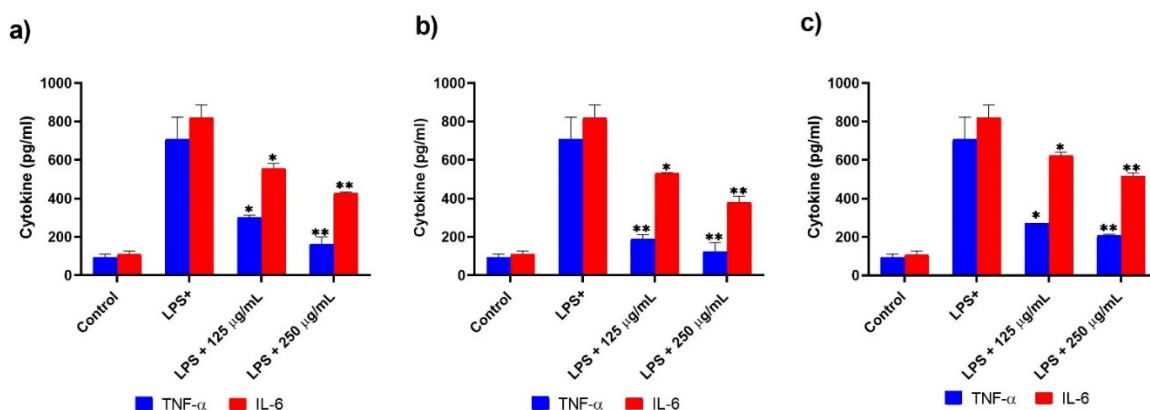 a)
Cytokine (pg/ml)
1000
800
600
400
200
0
*
*
**
**
Control
LPS+
LPS + 125 μg/mL
LPS + 250 μg/mL
TNF-α IL-6
b)
Cytokine (pg/ml)
1000
800
600
400
200
0
**
*
**
**
Control
LPS+
LPS + 125 μg/mL
LPS + 250 μg/mL
TNF-α IL-6
c)
Cytokine (pg/ml)
1000
800
600
400
200
0
*
*
**
**
Control
LPS+
LPS + 125 μg/mL
LPS + 250 μg/mL
TNF-α IL-6